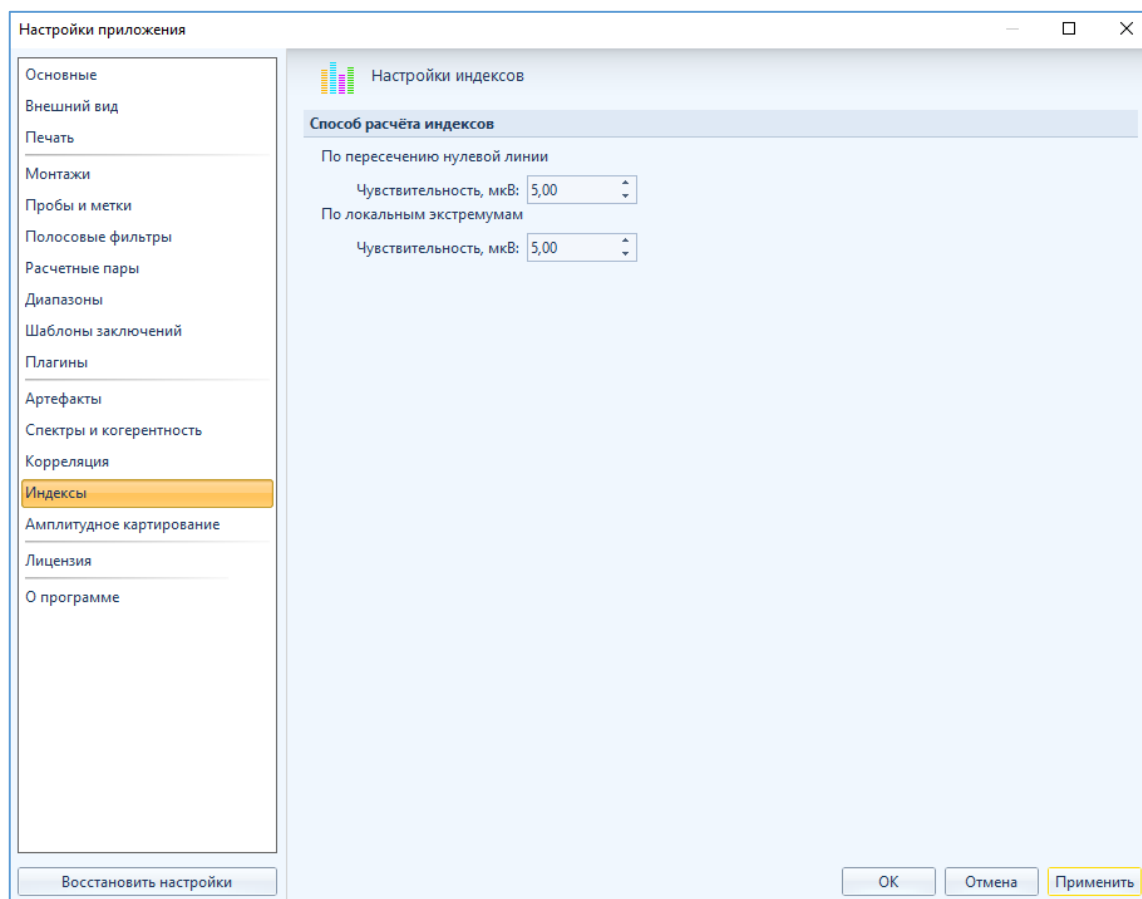 Настройки приложения
Основные
Внешний вид
Печать
Монтажи
Пробы и метки
Полосовые фильтры
Расчетные пары
Диапазоны
Шаблоны заключений
Плагины
Артефакты
Спектры и когерентность
Корреляция
Индексы
Амплитудное картирование
Лицензия
О программе
Восстановить настройки
Настройки индексов
Способ расчёта индексов
По пересечению нулевой линии
Чувствительность, мкВ: 5,00
По локальным экстремумам
Чувствительность, мкВ: 5,00
ОК Отмена Применить